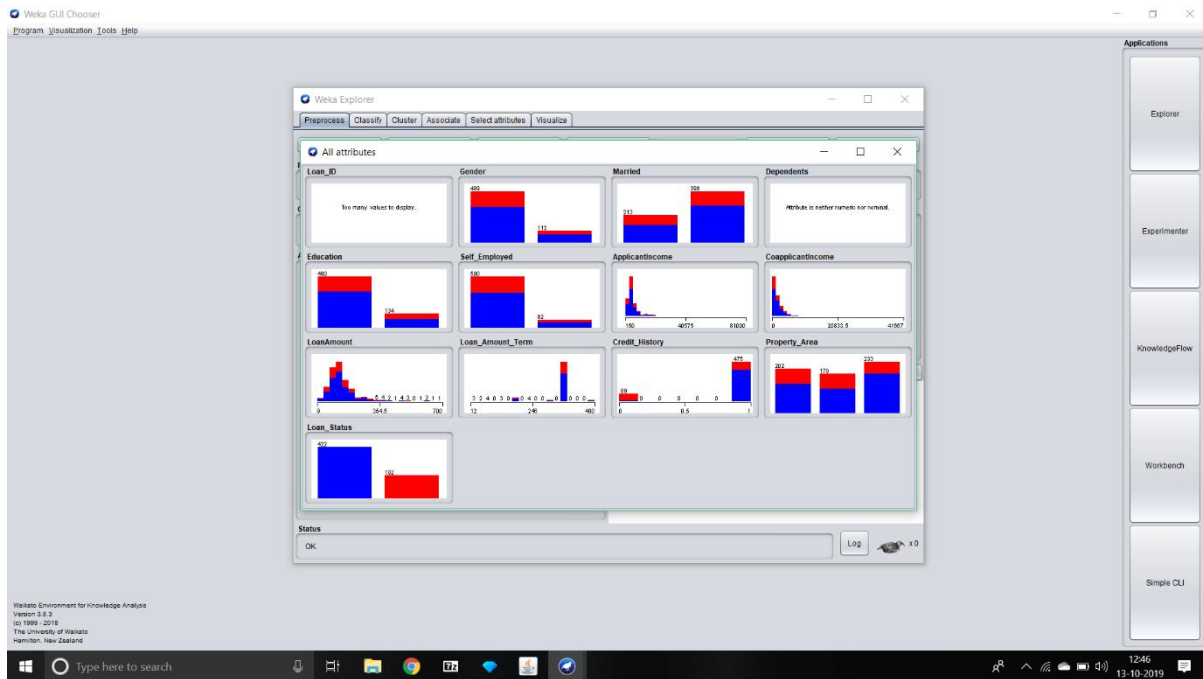 Weka GUI Chooser
Program Visualization Tools Help
Applications
Explorer
Experimenter
KnowledgeFlow
Workbench
Simple CLI
Weka Explorer
Preprocess Classify Cluster Associate Select attributes Visualize
All attributes
Loan_ID Gender Married Dependents
Too many values to display.
489
112
213
398
Attribute is neither numeric nor nominal.
Education Self_Employed ApplicantIncome CoapplicantIncome
480
134
500
82
150 40575 81000
0 20833.5 41667
LoanAmount Loan_Amount_Term Credit_History Property_Area
9 354.5 700
12 246 480
89 0 0 0 0 475
0 0.5 1
202 179 233
Loan_Status
422
192
Status
OK
Log
x 0
Waikato Environment for Knowledge Analysis
Version 3.8.3
(c) 1999 - 2018
The University of Waikato
Hamilton, New Zealand
Type here to search
12:46
13-10-2019